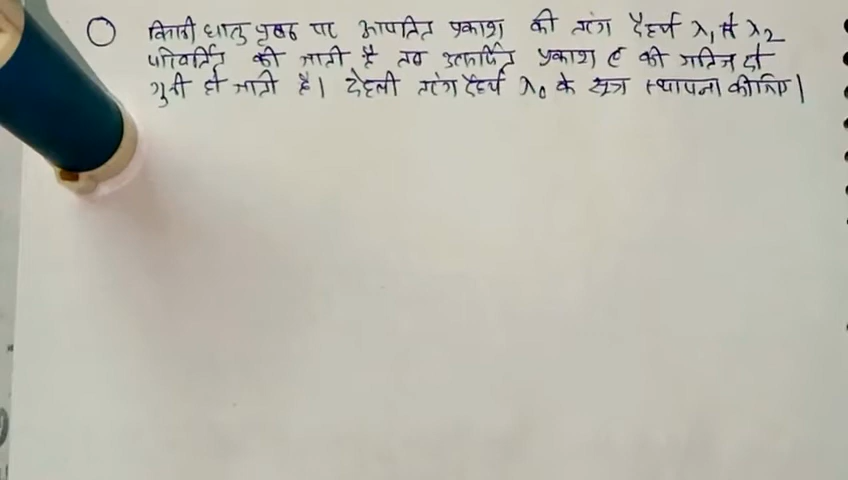 किसी धातु पृष्ठ पर आपतित प्रकाश की तरंग दैर्ध्य λ₁ से λ₂
परिवर्तित की जाती है तब उत्सर्जित प्रकाश e की गतिज दो
गुनी हो जाती है। देहली तरंग दैर्ध्य λ₀ के सूत्र स्थापना कीजिए।